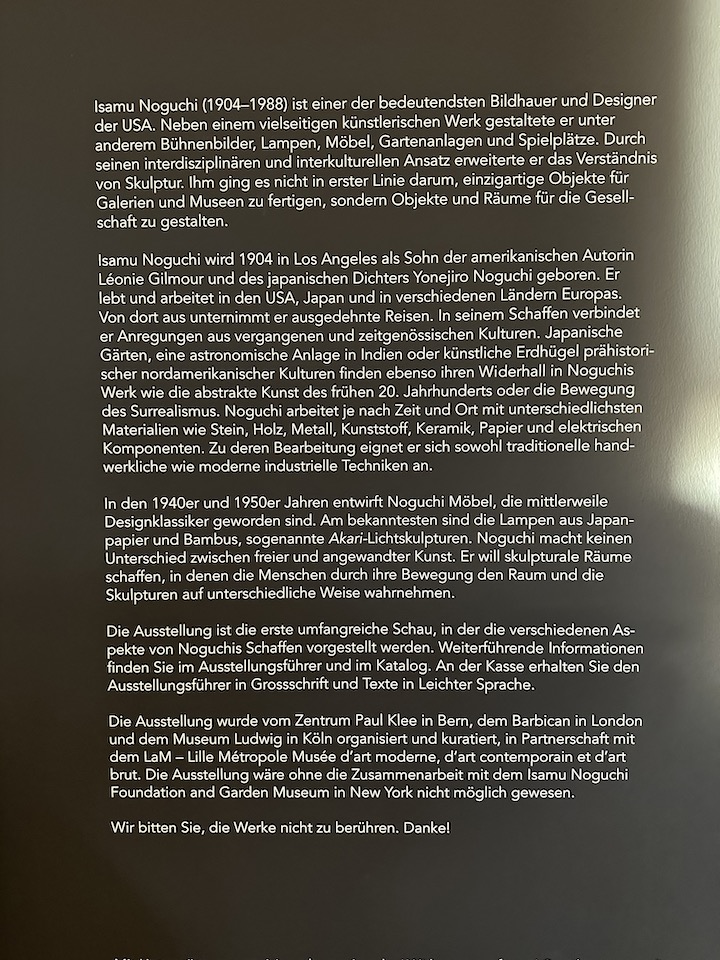 Isamu Noguchi (1904–1988) ist einer der bedeutendsten Bildhauer und Designer
der USA. Neben einem vielseitigen künstlerischen Werk gestaltete er unter
anderem Bühnenbilder, Lampen, Möbel, Gartenanlagen und Spielplätze. Durch
seinen interdisziplinären und interkulturellen Ansatz erweiterte er das Verständnis
von Skulptur. Ihm ging es nicht in erster Linie darum, einzigartige Objekte für
Galerien und Museen zu fertigen, sondern Objekte und Räume für die Gesell-
schaft zu gestalten.

Isamu Noguchi wird 1904 in Los Angeles als Sohn der amerikanischen Autorin
Léonie Gilmour und des japanischen Dichters Yonejiro Noguchi geboren. Er
lebt und arbeitet in den USA, Japan und in verschiedenen Ländern Europas.
Von dort aus unternimmt er ausgedehnte Reisen. In seinem Schaffen verbindet
er Anregungen aus vergangenen und zeitgenössischen Kulturen. Japanische
Gärten, eine astronomische Anlage in Indien oder künstliche Erdhügel prähistori-
scher nordamerikanischer Kulturen finden ebenso ihren Widerhall in Noguchis
Werk wie die abstrakte Kunst des frühen 20. Jahrhunderts oder die Bewegung
des Surrealismus. Noguchi arbeitet je nach Zeit und Ort mit unterschiedlichsten
Materialien wie Stein, Holz, Metall, Kunststoff, Keramik, Papier und elektrischen
Komponenten. Zu deren Bearbeitung eignet er sich sowohl traditionelle hand-
werkliche wie moderne industrielle Techniken an.

In den 1940er und 1950er Jahren entwirft Noguchi Möbel, die mittlerweile
Designklassiker geworden sind. Am bekanntesten sind die Lampen aus Japan-
papier und Bambus, sogenannte Akari-Lichtskulpturen. Noguchi macht keinen
Unterschied zwischen freier und angewandter Kunst. Er will skulpturale Räume
schaffen, in denen die Menschen durch ihre Bewegung den Raum und die
Skulpturen auf unterschiedliche Weise wahrnehmen.

Die Ausstellung ist die erste umfangreiche Schau, in der die verschiedenen As-
pekte von Noguchis Schaffen vorgestellt werden. Weiterführende Informationen
finden Sie im Ausstellungsführer und im Katalog. An der Kasse erhalten Sie den
Ausstellungsführer in Grossschrift und Texte in Leichter Sprache.

Die Ausstellung wurde vom Zentrum Paul Klee in Bern, dem Barbican in London
und dem Museum Ludwig in Köln organisiert und kuratiert, in Partnerschaft mit
dem LaM – Lille Métropole Musée d'art moderne, d'art contemporain et d'art
brut. Die Ausstellung wäre ohne die Zusammenarbeit mit dem Isamu Noguchi
Foundation and Garden Museum in New York nicht möglich gewesen.

Wir bitten Sie, die Werke nicht zu berühren. Danke!